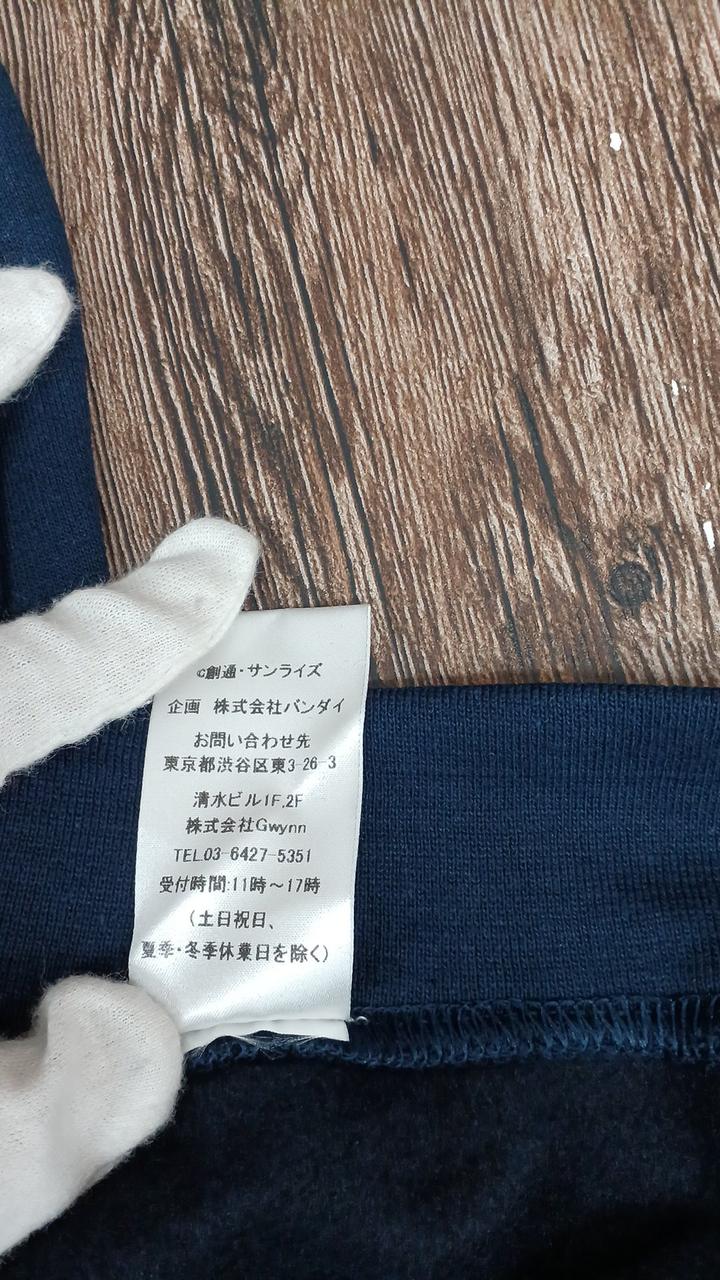 ©創通・サンライズ
企画 株式会社バンダイ
お問い合わせ先
東京都渋谷区東3-26-3
清水ビル1F,2F
株式会社Gwynn
TEL.03-6427-5351
受付時間:11時～17時
(土日祝日、
夏季・冬季休業日を除く)